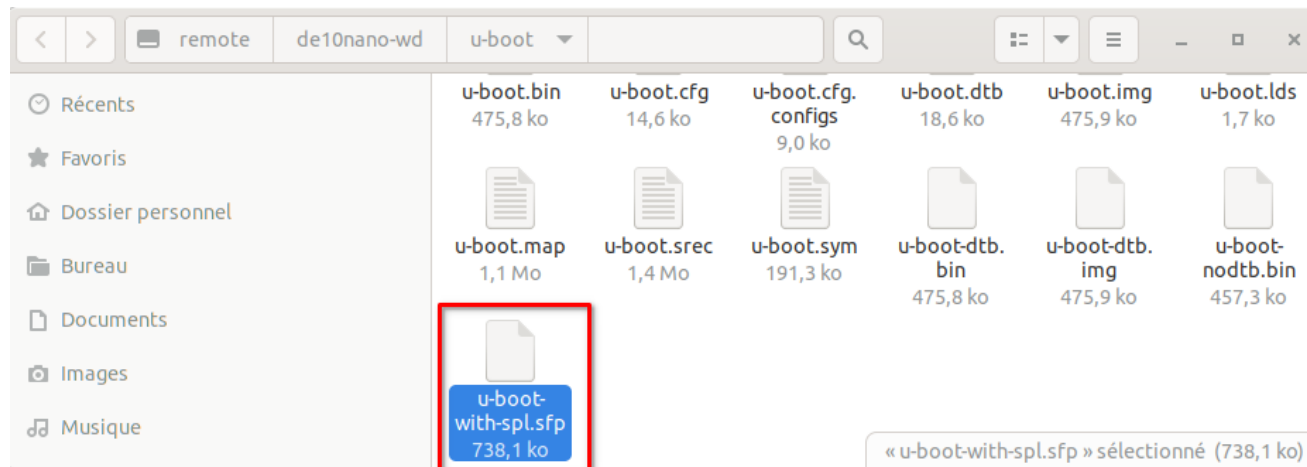 remote de10nano-wd u-boot
Récents
Favoris
Dossier personnel
Bureau
Documents
Images
Musique
u-boot.bin u-boot.cfg u-boot.cfg. u-boot.dtb u-boot.img u-boot.lds
475,8 ko 14,6 ko configs 18,6 ko 475,9 ko 1,7 ko
9,0 ko
u-boot.map u-boot.srec u-boot.sym u-boot-dtb. u-boot-dtb. u-boot-
1,1 Mo 1,4 Mo 191,3 ko bin img nodtb.bin
475,8 ko 475,9 ko 457,3 ko
u-boot-
with-spl.sfp
738,1 ko
« u-boot-with-spl.sfp » sélectionné (738,1 ko)